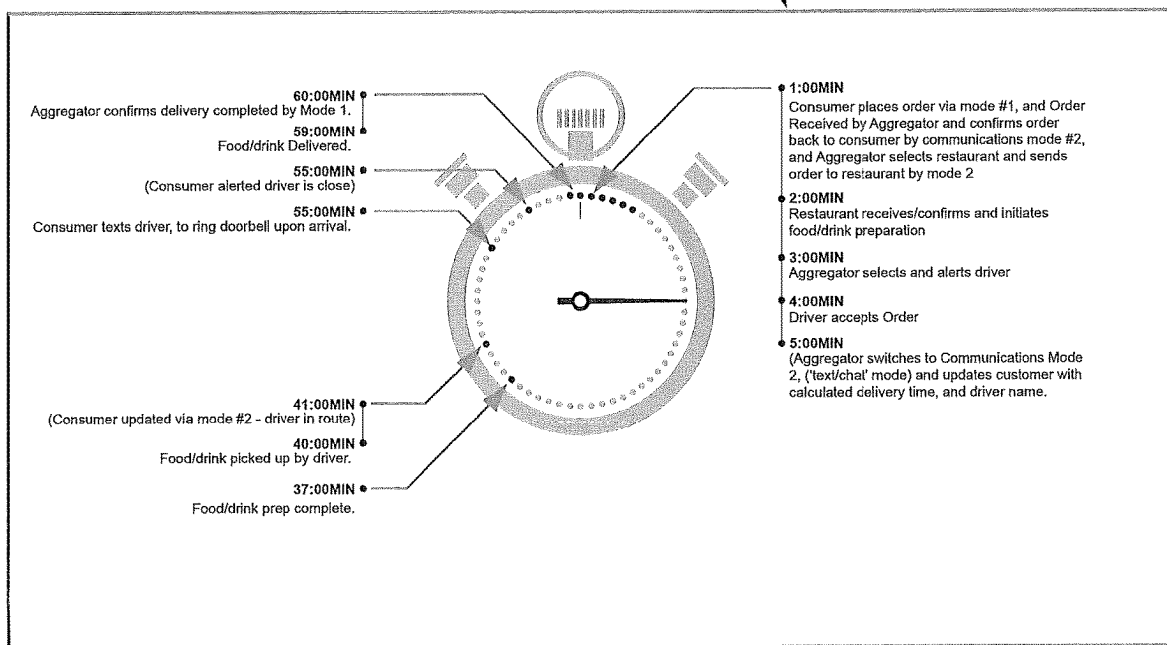 60:00MIN
Aggregator confirms delivery completed by Mode 1.
59:00MIN
Food/drink Delivered.
55:00MIN
(Consumer alerted driver is close)
55:00MIN
Consumer texts driver, to ring doorbell upon arrival.
41:00MIN
(Consumer updated via mode #2 - driver in route)
40:00MIN
Food/drink picked up by driver.
37:00MIN
Food/drink prep complete.
1:00MIN
Consumer places order via mode #1, and Order
Received by Aggregator and confirms order
back to consumer by communications mode #2,
and Aggregator selects restaurant and sends
order to restaurant by mode 2
2:00MIN
Restaurant receives/confirms and initiates
food/drink preparation
3:00MIN
Aggregator selects and alerts driver
4:00MIN
Driver accepts Order
5:00MIN
(Aggregator switches to Communications Mode
2, ('text/chat' mode) and updates customer with
calculated delivery time, and driver name.